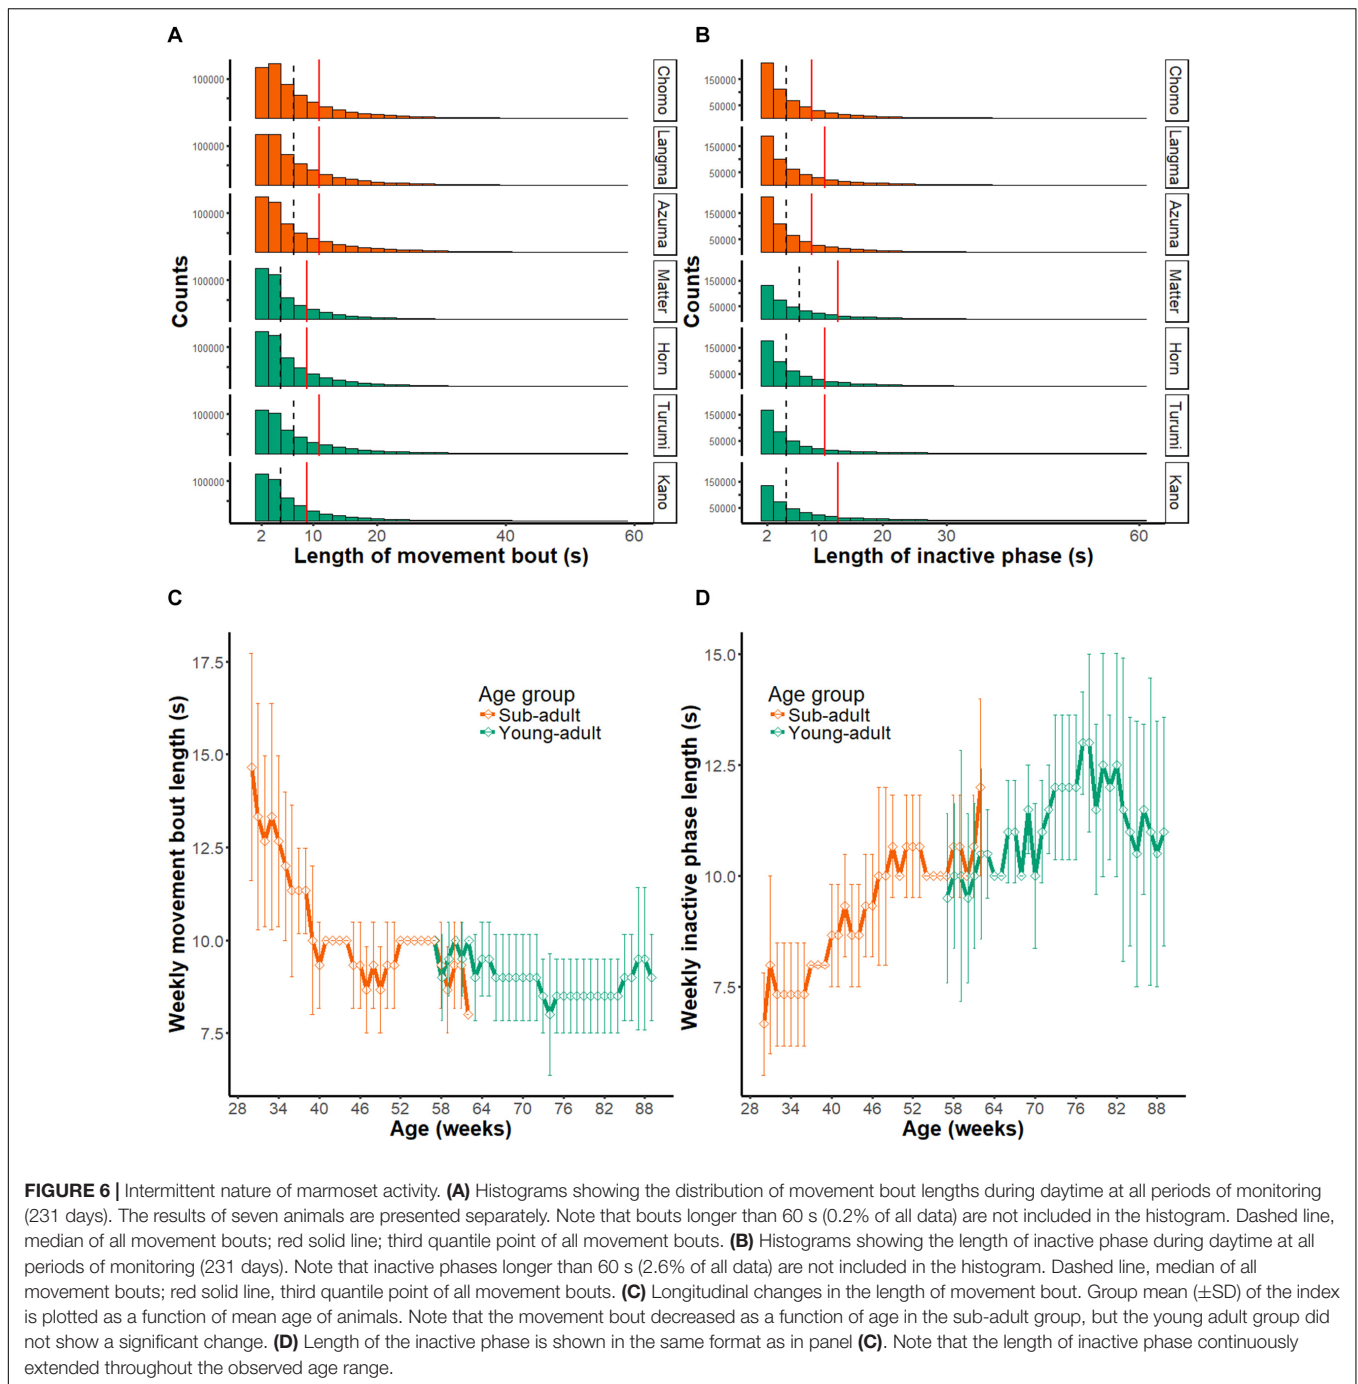 A
100000
Chomo
100000
Langma
100000
Azuma
100000
Matter
100000
Horn
100000
Turumi
100000
Kano
Counts
2 10 20 40 60
Length of movement bout (s)
B
150000
50000
Chomo
150000
50000
Langma
150000
50000
Azuma
150000
50000
Matter
150000
50000
Horn
150000
50000
Turumi
150000
50000
Kano
Counts
2 10 20 30 60
Length of inactive phase (s)
C
17.5
15.0
12.5
10.0
7.5
Weekly movement bout length (s)
Age group
Sub-adult
Young-adult
28 34 40 46 52 58 64 70 76 82 88
Age (weeks)
D
15.0
12.5
10.0
7.5
Weekly inactive phase length (s)
Age group
Sub-adult
Young-adult
28 34 40 46 52 58 64 70 76 82 88
Age (weeks)
FIGURE 6 | Intermittent nature of marmoset activity. (A) Histograms showing the distribution of movement bout lengths during daytime at all periods of monitoring
(231 days). The results of seven animals are presented separately. Note that bouts longer than 60 s (0.2% of all data) are not included in the histogram. Dashed line,
median of all movement bouts; red solid line; third quantile point of all movement bouts. (B) Histograms showing the length of inactive phase during daytime at all
periods of monitoring (231 days). Note that inactive phases longer than 60 s (2.6% of all data) are not included in the histogram. Dashed line, median of all
movement bouts; red solid line, third quantile point of all movement bouts. (C) Longitudinal changes in the length of movement bout. Group mean (±SD) of the index
is plotted as a function of mean age of animals. Note that the movement bout decreased as a function of age in the sub-adult group, but the young adult group did
not show a significant change. (D) Length of the inactive phase is shown in the same format as in panel (C). Note that the length of inactive phase continuously
extended throughout the observed age range.